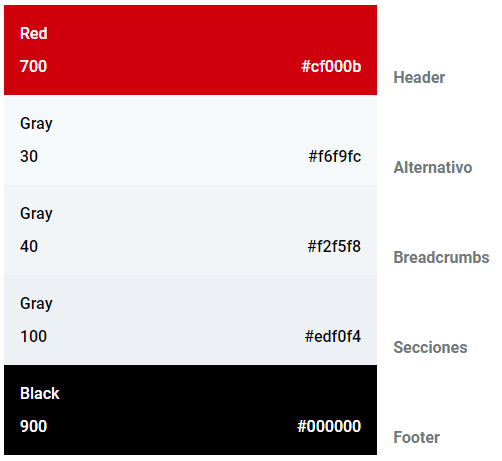 Red
700 #cf000b Header
Gray
30 #f6f9fc Alternativo
Gray
40 #f2f5f8 Breadcrumbs
Gray
100 #edf0f4 Secciones
Black
900 #000000 Footer